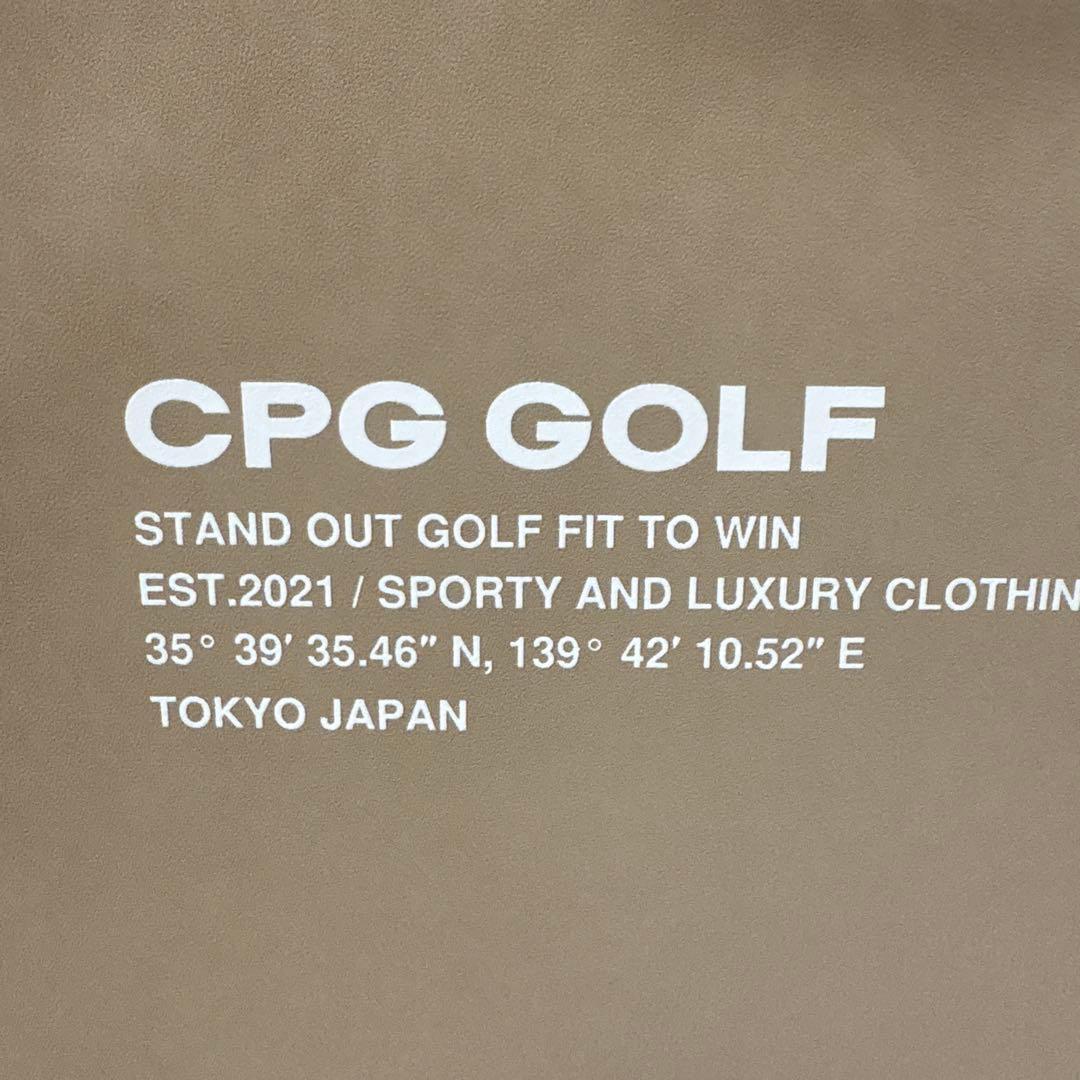 CPG GOLF
STAND OUT GOLF FIT TO WIN
EST.2021 / SPORTY AND LUXURY CLOTHIN
35° 39′ 35.46″ N, 139° 42′ 10.52″ E
TOKYO JAPAN